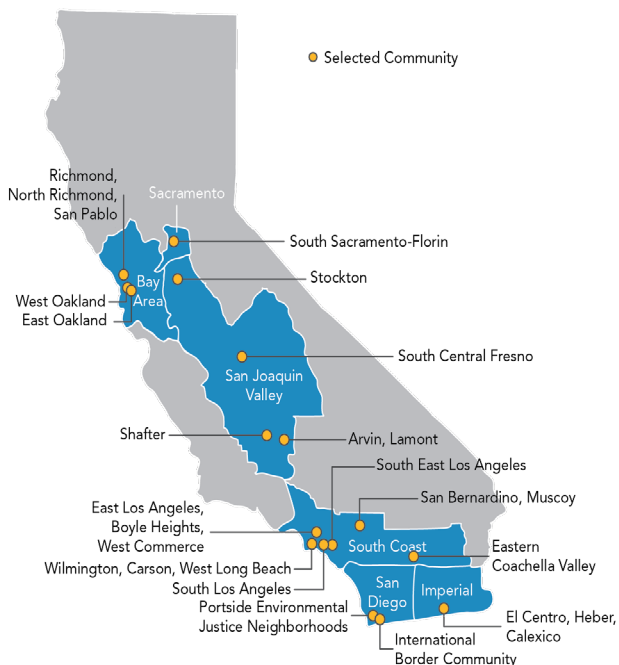 Selected Community
Richmond,
North Richmond,
San Pablo
Sacramento
South Sacramento-Florin
Bay
Area
Stockton
West Oakland
East Oakland
South Central Fresno
San Joaquin
Valley
Shafter
Arvin, Lamont
South East Los Angeles
San Bernardino, Muscoy
East Los Angeles,
Boyle Heights,
West Commerce
South Coast
Eastern
Coachella Valley
Wilmington, Carson, West Long Beach
South Los Angeles
San
Diego
Imperial
Portside Environmental
Justice Neighborhoods
El Centro, Heber,
Calexico
International
Border Community